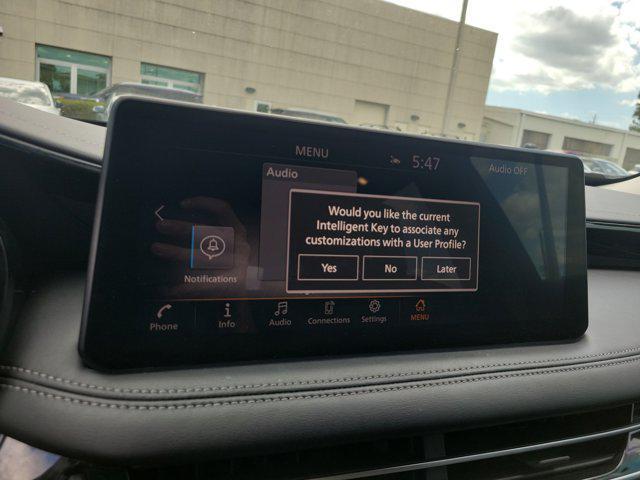 MENU
5:47
Audio OFF
Audio
Would you like the current
Intelligent Key to associate any
customizations with a User Profile?
Yes No Later
Notifications
Phone Info Audio Connections Settings MENU